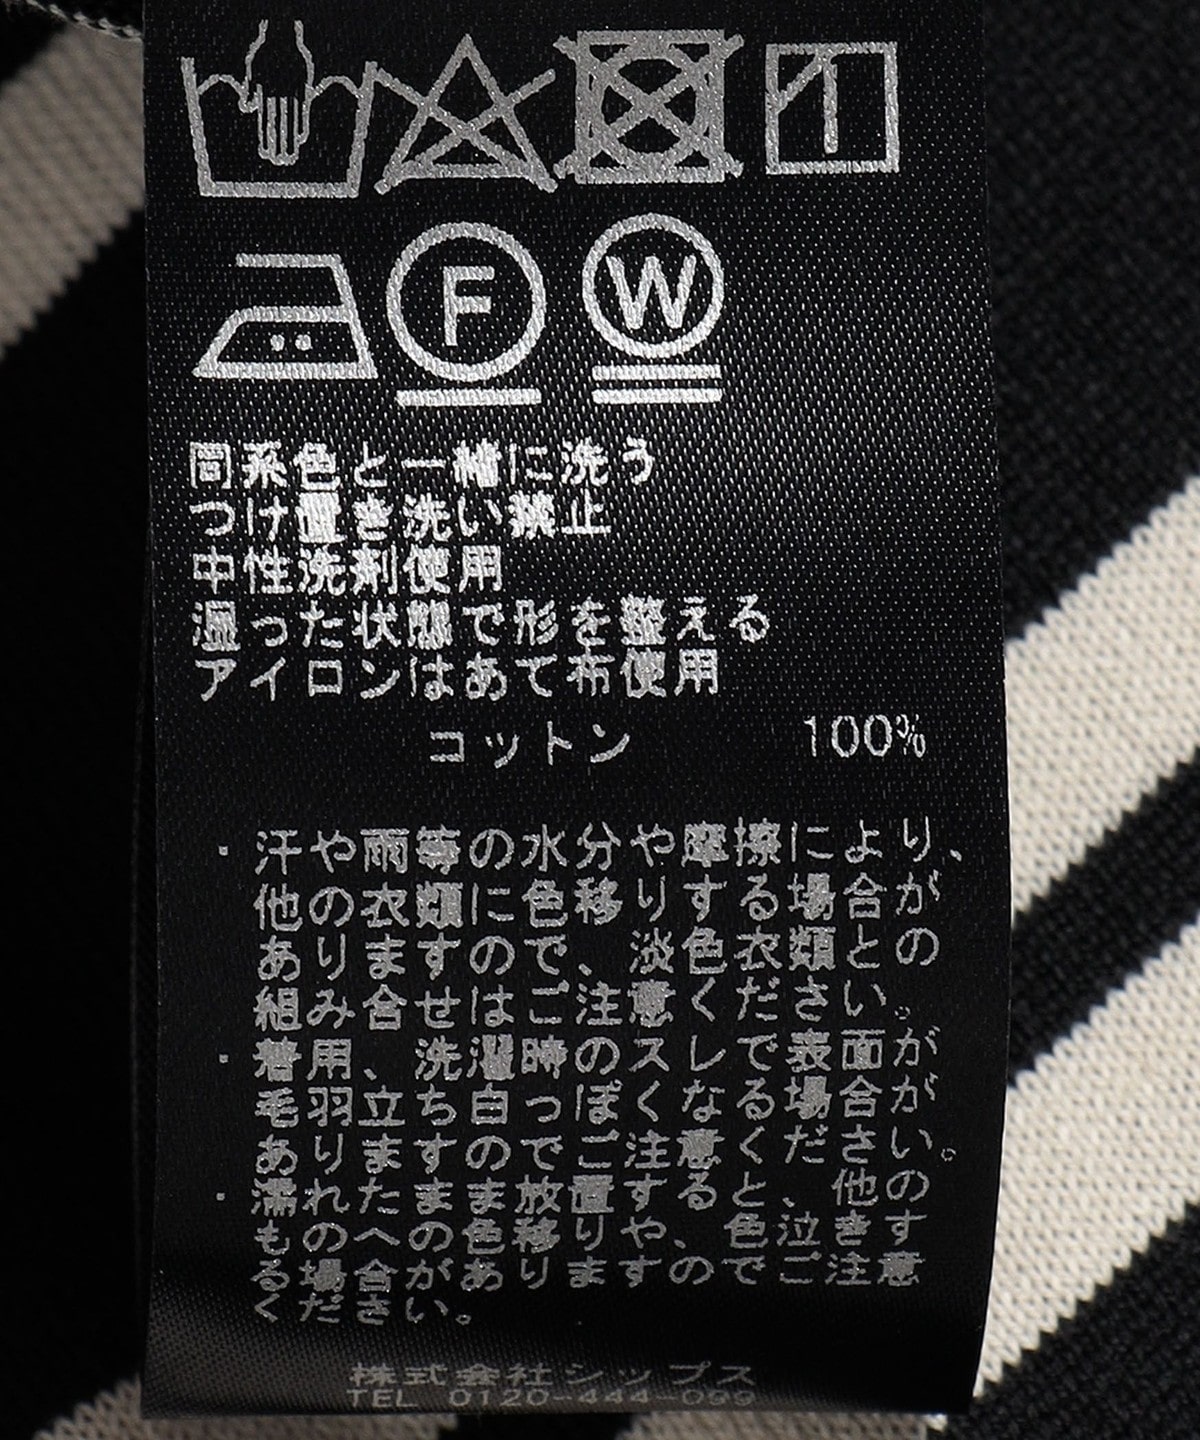 F
W
同系色と一緒に洗う
つけ置き洗い禁止
中性洗剤使用
湿った状態で形を整える
アイロンはあて布使用
コットン 100%
・汗や雨等の水分や摩擦により、
他の衣類に色移りする場合が
ありますので、淡色衣類との
組み合せはご注意ください。
・着用、洗濯時のスレで表面が
毛羽立ち白っぽくなる場合が
ありますのでご注意ください。
・濡れたまま放置すると、他の
ものへの色移りや、色泣きす
る場合がありますのでご注意
ください。
株式会社シップス
TEL 0120-444-099